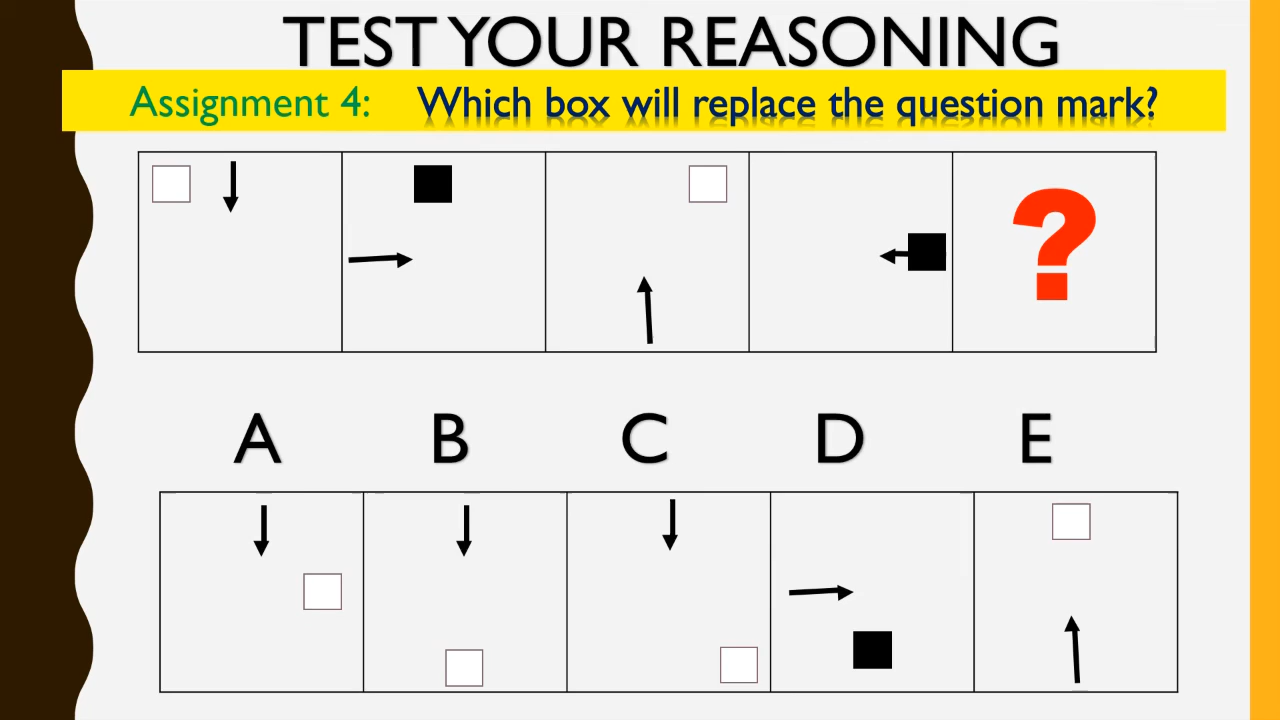 TEST YOUR REASONING
Assignment 4: Which box will replace the question mark?
?
A B C D E